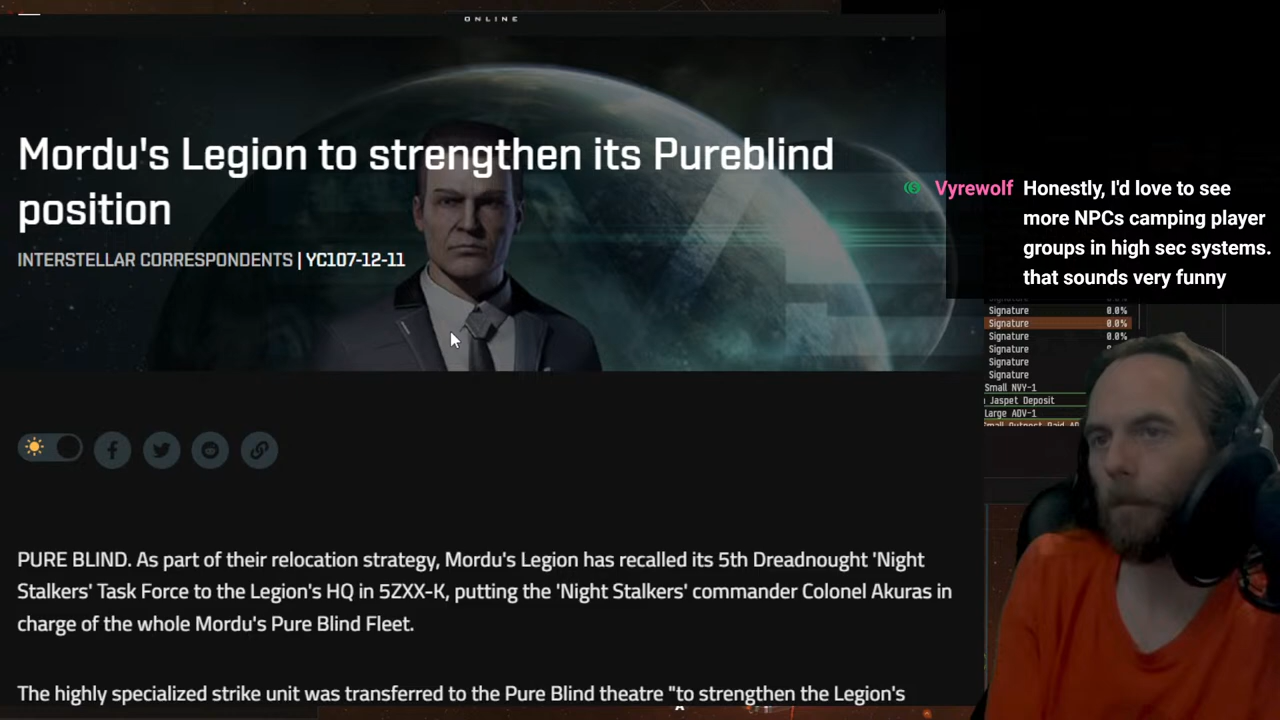 ONLINE
Mordu's Legion to strengthen its Pureblind
position
INTERSTELLAR CORRESPONDENTS | YC107-12-11
Vyrewolf Honestly, I'd love to see
more NPCs camping player
groups in high sec systems.
that sounds very funny
Signature 0.0%
Signature 0.0%
Signature 0.0%
Signature
Signature
Signature
Small NVY-1
Jaspet Deposit
Large ADV-1
PURE BLIND. As part of their relocation strategy, Mordu's Legion has recalled its 5th Dreadnought 'Night
Stalkers' Task Force to the Legion's HQ in 5ZXX-K, putting the 'Night Stalkers' commander Colonel Akuras in
charge of the whole Mordu's Pure Blind Fleet.
The highly specialized strike unit was transferred to the Pure Blind theatre "to strengthen the Legion's